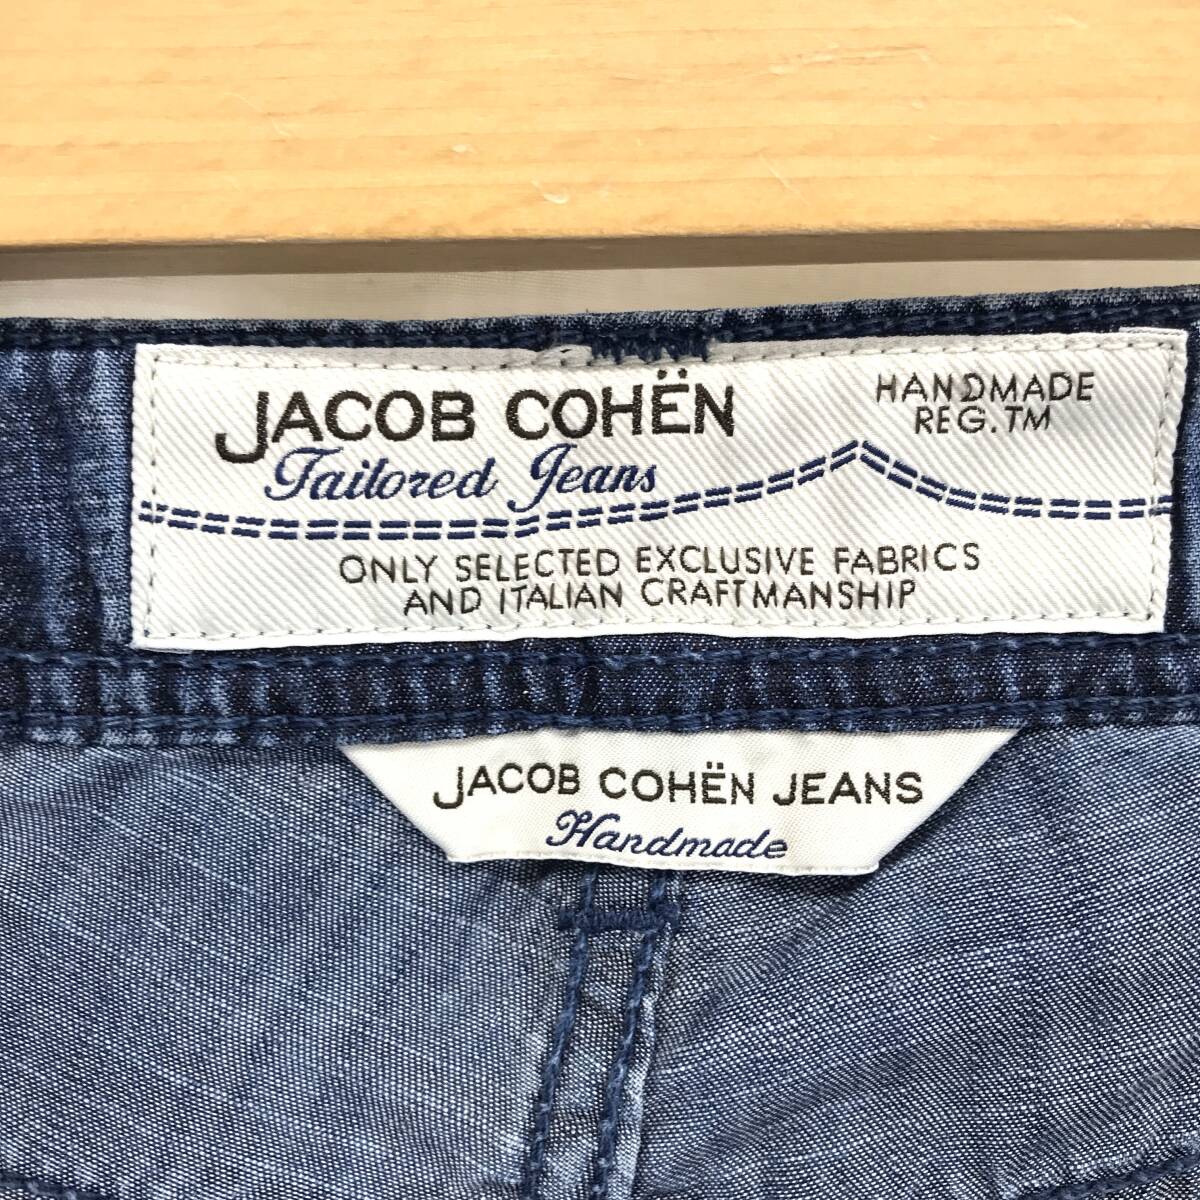 JACOB COHËN
Tailored Jeans
HANDMADE
REG.TM
ONLY SELECTED EXCLUSIVE FABRICS
AND ITALIAN CRAFTMANSHIP
JACOB COHËN JEANS
Handmade